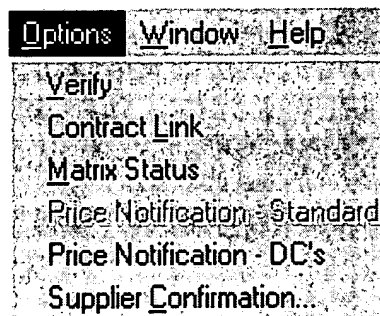 Options Window Help
Verify
Contract Link
Matrix Status
Price Notification - Standard
Price Notification - DC's
Supplier Confirmation...